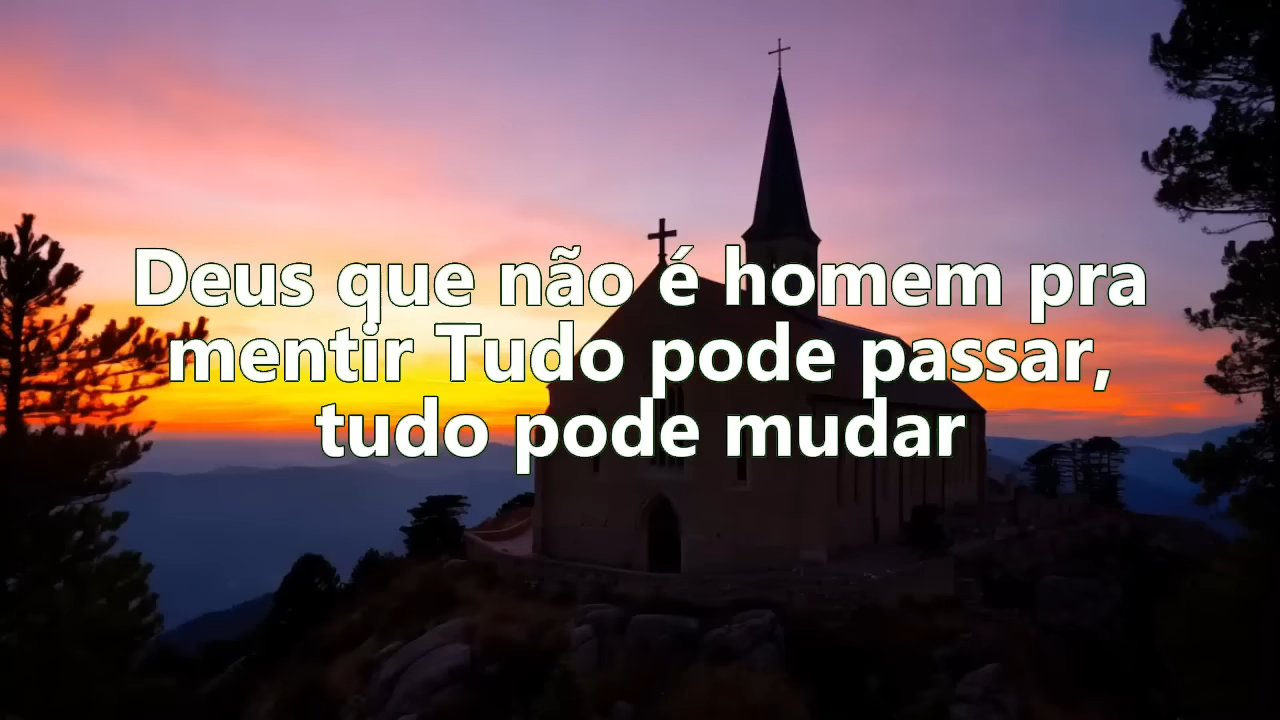 Deus que não é homem pra
mentir Tudo pode passar,
tudo pode mudar